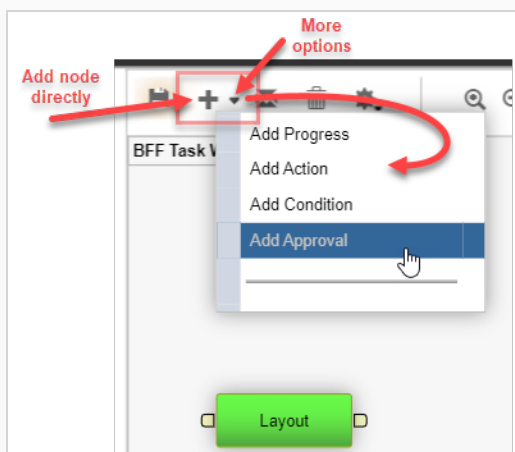 More
options
Add node
directly
BFF Task
Add Progress
Add Action
Add Condition
Add Approval
Layout